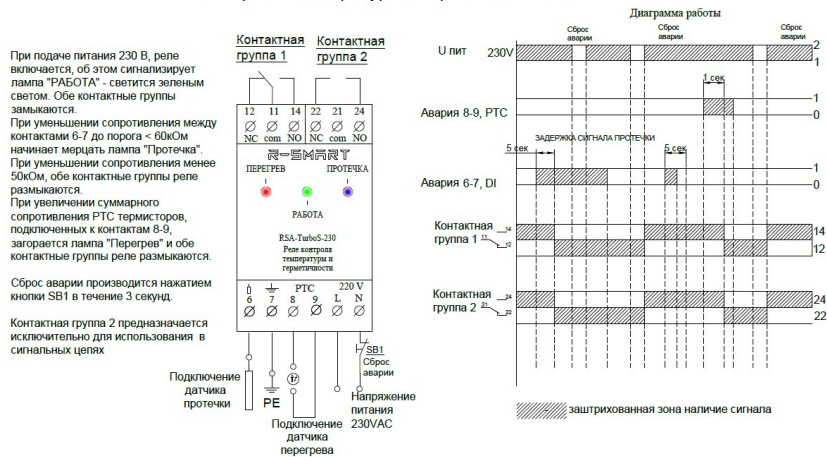 При подаче питания 230 В, реле
включается, об этом сигнализирует
лампа "РАБОТА" - светится зеленым
светом. Обе контактные группы
замыкаются.
При уменьшении сопротивления между
контактами 6-7 до порога < 60кОм
начинает мерцать лампа "Протечка".
При уменьшении сопротивления менее
50кОм, обе контактные группы реле
размыкаются.
При увеличении суммарного
сопротивления РТС термисторов,
подключенных к контактам 8-9,
загорается лампа "Перегрев" и обе
контактные группы реле размыкаются.
Сброс аварии производится нажатием
кнопки SB1 в течение 3 секунд.
Контактная группа 2 предназначается
исключительно для использования в
сигнальных цепях
Контактная группа 1
Контактная группа 2
12 11 14 22 21 24
NC com NO NC com NO
R-SMART
ПЕРЕГРЕВ ПРОТЕЧКА
РАБОТА
RSA-TurboS-230
Реле контроля
температуры и
герметичности
PTC 220 V
6 7 8 9 L N
SB1
Сброс
аварии
Подключение
датчика
протечки
PE
Подключение
датчика
перегрева
Напряжение
питания
230VAC
Диаграмма работы
Сброс аварии
Сброс аварии
Сброс аварии
U пит 230V
2
1
1 сек
Авария 8-9, PTC
1
0
ЗАДЕРЖКА СИГНАЛА ПРОТЕЧКИ
5 сек 5 сек
Авария 6-7, DI
1
0
Контактная
группа 1 11 14 12
14
12
Контактная
группа 2 21 24 22
24
22
- заштрихованная зона наличие сигнала